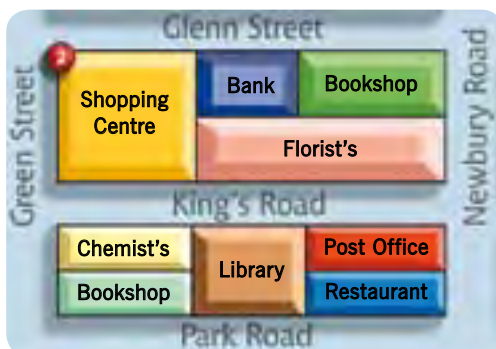 Glenn Street
2
Shopping
Centre
Bank
Bookshop
Florist's
Green Street
Newbury Road
King's Road
Chemist's
Library
Post Office
Bookshop
Restaurant
Park Road